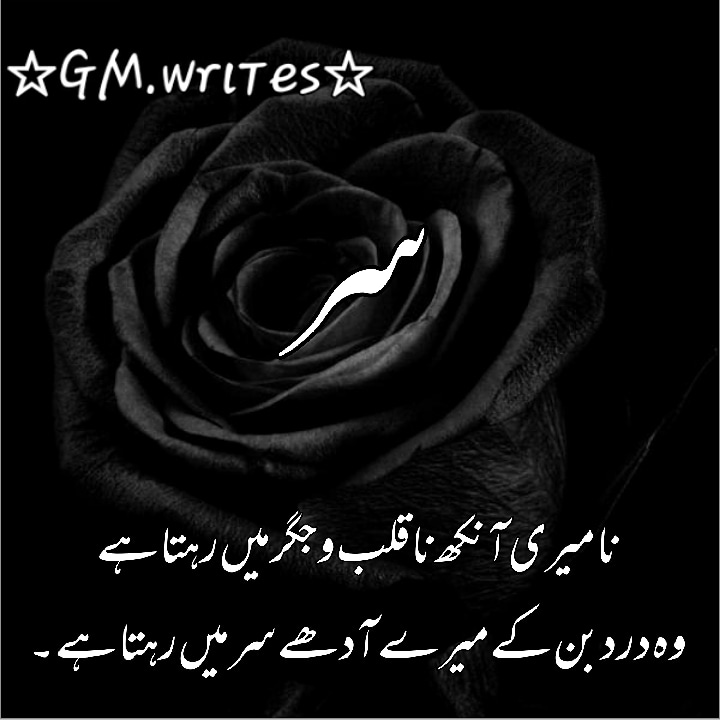 ☆GM.writes☆
سر
نا میری آنکھ نا قلب و جگر میں رہتا ہے
وہ درد بن کے میرے آدھے سر میں رہتا ہے ۔